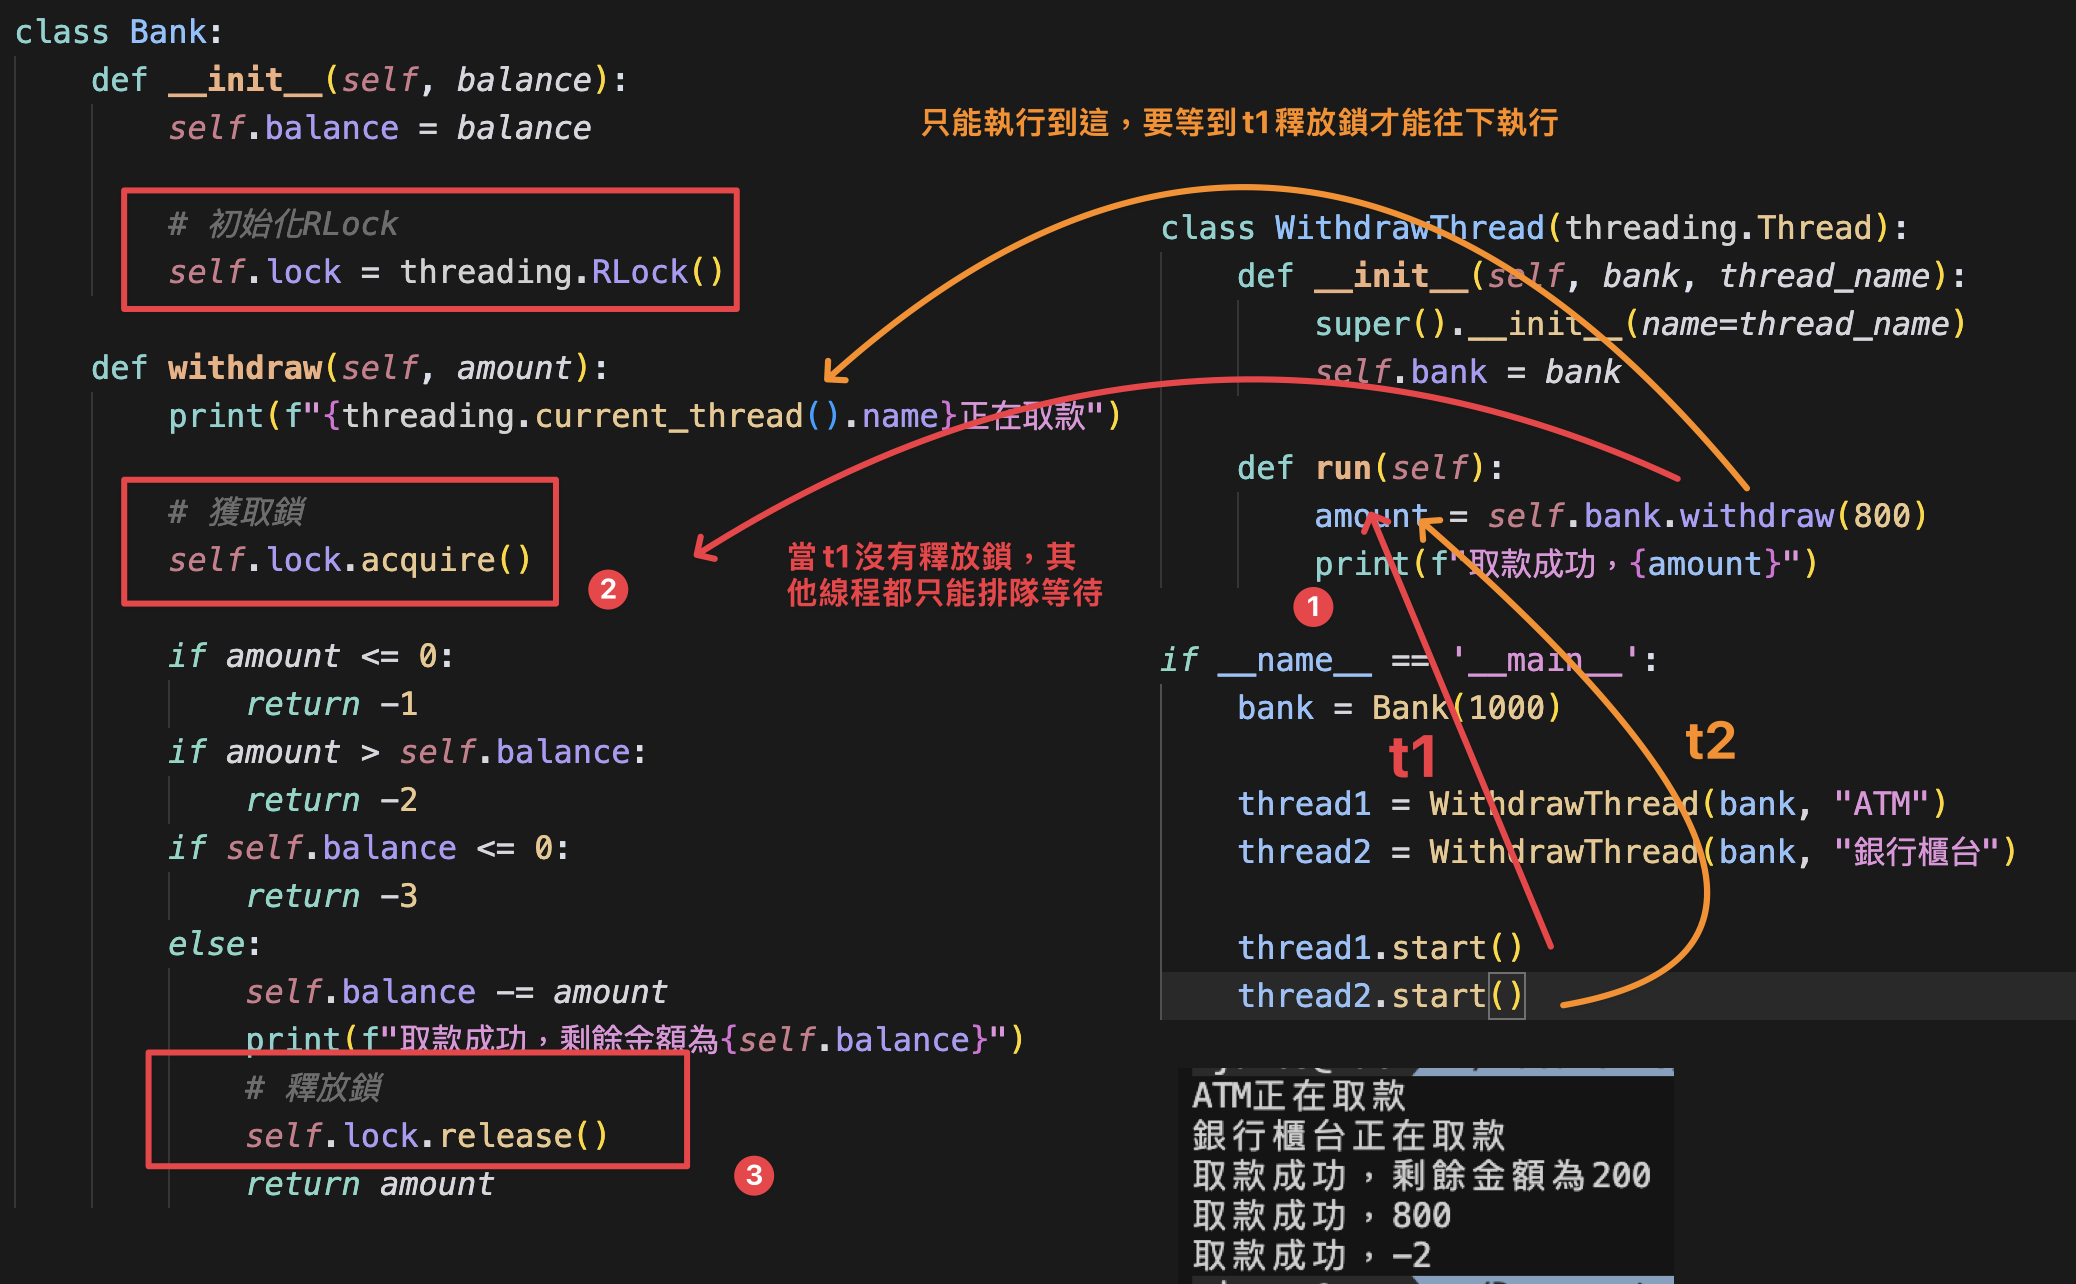 class Bank:
    def __init__(self, balance):
        self.balance = balance
        # 初始化RLock
        self.lock = threading.RLock()
    def withdraw(self, amount):
        print(f"{threading.current_thread().name}正在取款")
        # 獲取鎖
        self.lock.acquire()
2
        if amount <= 0:
            return -1
        if amount > self.balance:
            return -2
        if self.balance <= 0:
            return -3
        else:
            self.balance -= amount
            print(f"取款成功，剩餘金額為{self.balance}")
            # 釋放鎖
            self.lock.release()
            return amount
3
只能執行到這，要等到t1釋放鎖才能往下執行
當t1沒有釋放鎖，其
他線程都只能排隊等待
class WithdrawThread(threading.Thread):
    def __init__(self, bank, thread_name):
        super().__init__(name=thread_name)
        self.bank = bank
    def run(self):
        amount = self.bank.withdraw(800)
        print(f"取款成功，{amount}")
1
if __name__ == '__main__':
    bank = Bank(1000)
t1
t2
    thread1 = WithdrawThread(bank, "ATM")
    thread2 = WithdrawThread(bank, "銀行櫃台")
    thread1.start()
    thread2.start()
ATM正在取款
銀行櫃台正在取款
取款成功，剩餘金額為200
取款成功，800
取款成功，-2